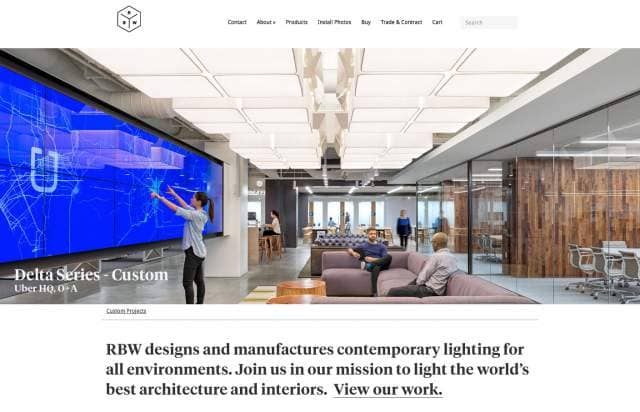 R
R W
Contact About Products Install Photos Buy Trade & Contract Cart
Search
Delta Series - Custom
Uber HQ, O+A
Custom Projects
RBW designs and manufactures contemporary lighting for
all environments. Join us in our mission to light the world's
best architecture and interiors. View our work.